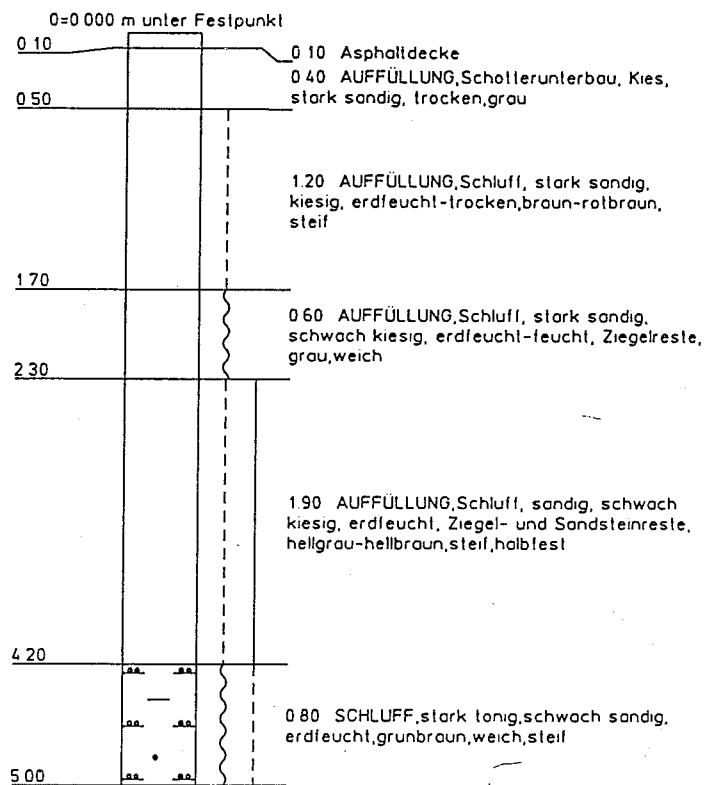 0=0 000 m unter Festpunkt
0 10
0 10 Asphaltdecke
0 40 AUFFÜLLUNG,Schotterunterbau, Kies,
stark sandig, trocken,grau
0 50
1.20 AUFFÜLLUNG,Schluff, stark sandig,
kiesig, erdfeucht-trocken,braun-rotbraun,
steif
1 70
0 60 AUFFÜLLUNG,Schluff, stark sandig,
schwach kiesig, erdfeucht-feucht, Ziegelreste,
grau,weich
2 30
1.90 AUFFÜLLUNG,Schluff, sandig, schwach
kiesig, erdfeucht, Ziegel- und Sandsteinreste,
hellgrau-hellbraun,steif,halbfest
4 20
0 80 SCHLUFF,stark tonig,schwach sandig,
erdfeucht,grunbraun,weich,steif
5 00